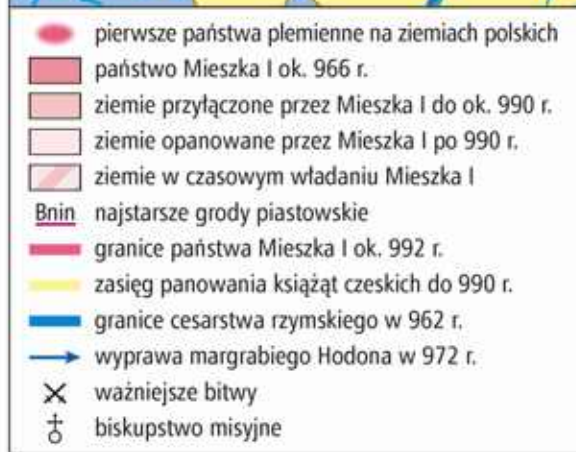 pierwsze państwa plemienne na ziemiach polskich
państwo Mieszka I ok. 966 r.
ziemie przyłączone przez Mieszka I do ok. 990 r.
ziemie opanowane przez Mieszka I po 990 r.
ziemie w czasowym władaniu Mieszka I
Bnin najstarsze grody piastowskie
granice państwa Mieszka I ok. 992 r.
zasięg panowania książąt czeskich do 990 r.
granice cesarstwa rzymskiego w 962 r.
wyprawa margrabiego Hodona w 972 r.
ważniejsze bitwy
biskupstwo misyjne